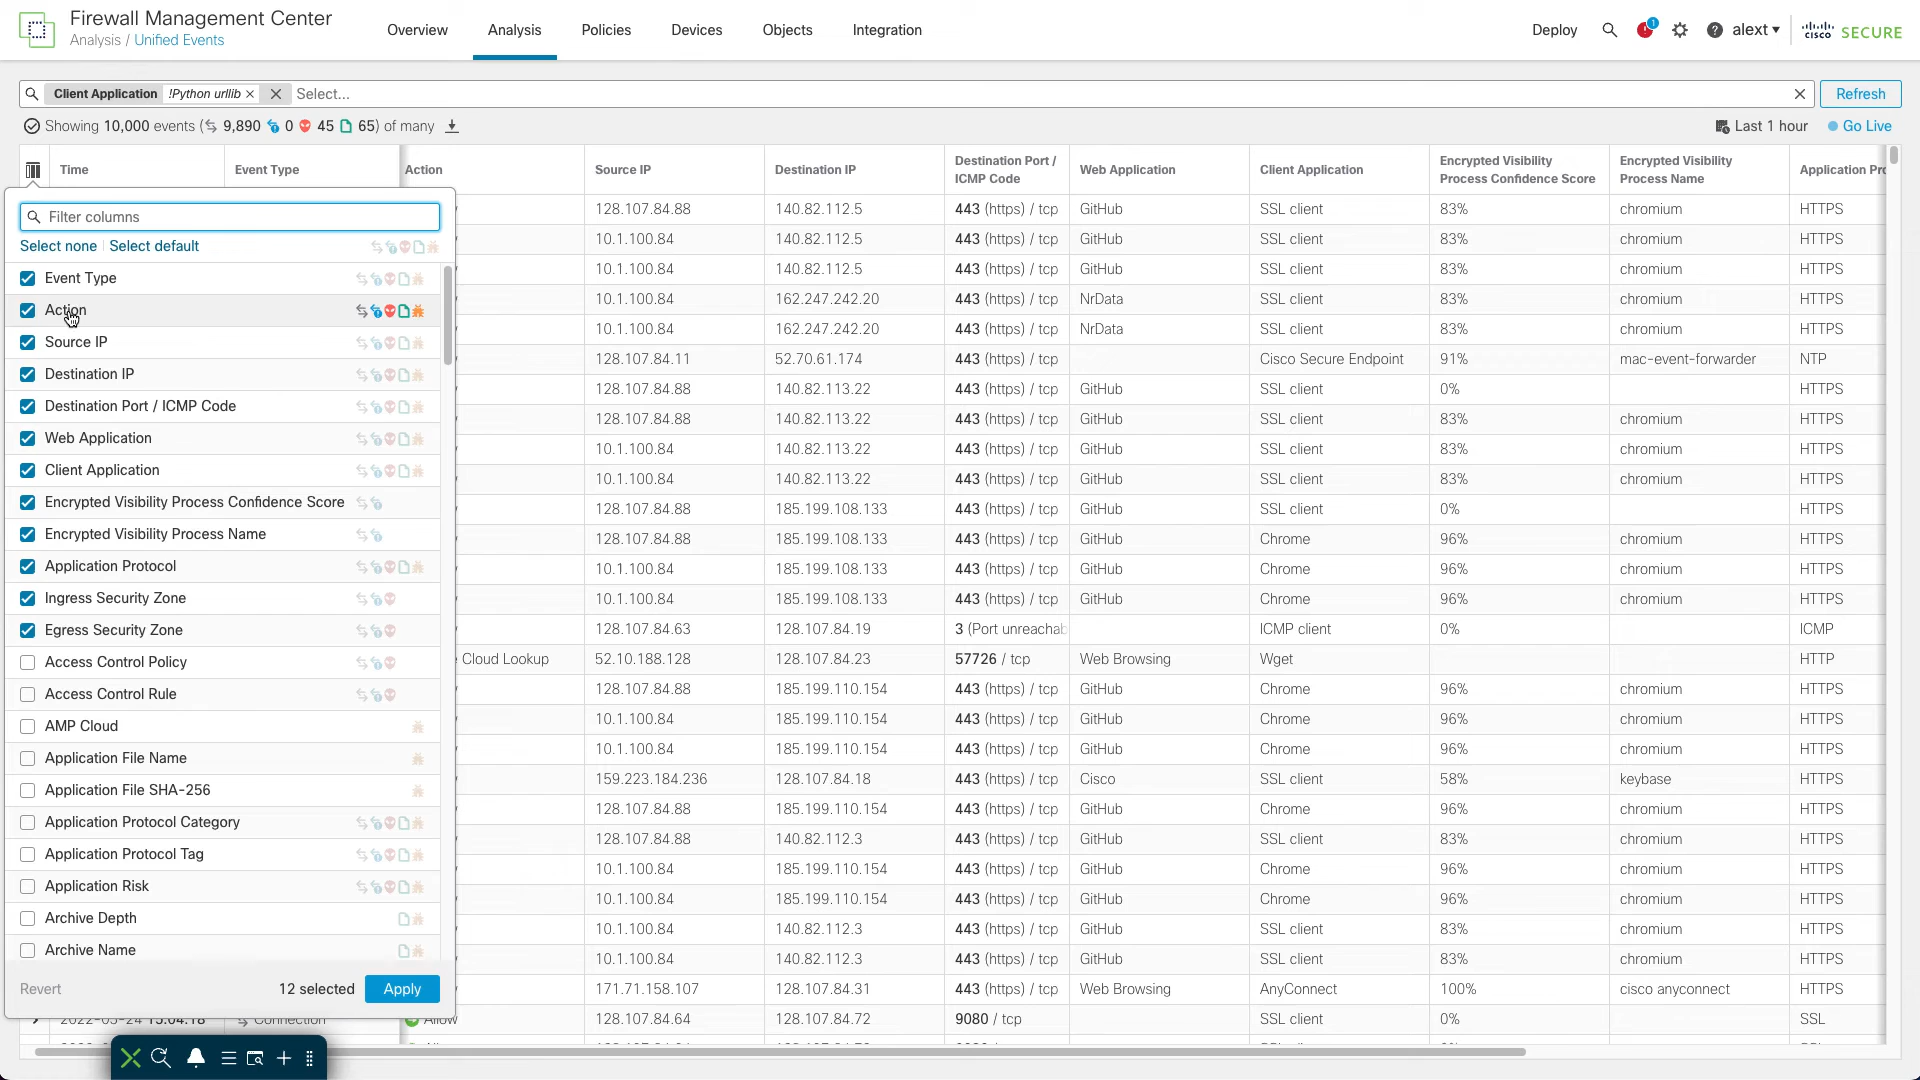 Firewall Management Center
Analysis / Unified Events
Overview Analysis Policies Devices Objects Integration
Deploy 1 ? alext cisco SECURE
Client Application !Python urllib Select... Refresh
Showing 10,000 events ( 9,890 0 45 65) of many Last 1 hour Go Live
Time Event Type Action Source IP Destination IP Destination Port / ICMP Code Web Application Client Application Encrypted Visibility Process Confidence Score Encrypted Visibility Process Name Application Pro
Filter columns
Select none Select default
Event Type
Action
Source IP
Destination IP
Destination Port / ICMP Code
Web Application
Client Application
Encrypted Visibility Process Confidence Score
Encrypted Visibility Process Name
Application Protocol
Ingress Security Zone
Egress Security Zone
Access Control Policy
Access Control Rule
AMP Cloud
Application File Name
Application File SHA-256
Application Protocol Category
Application Protocol Tag
Application Risk
Archive Depth
Archive Name
Revert 12 selected Apply
128.107.84.88 140.82.112.5 443 (https) / tcp GitHub SSL client 83% chromium HTTPS
10.1.100.84 140.82.112.5 443 (https) / tcp GitHub SSL client 83% chromium HTTPS
10.1.100.84 140.82.112.5 443 (https) / tcp GitHub SSL client 83% chromium HTTPS
10.1.100.84 162.247.242.20 443 (https) / tcp NrData SSL client 83% chromium HTTPS
10.1.100.84 162.247.242.20 443 (https) / tcp NrData SSL client 83% chromium HTTPS
128.107.84.11 52.70.61.174 443 (https) / tcp Cisco Secure Endpoint 91% mac-event-forwarder NTP
128.107.84.88 140.82.113.22 443 (https) / tcp GitHub SSL client 0% HTTPS
128.107.84.88 140.82.113.22 443 (https) / tcp GitHub SSL client 83% chromium HTTPS
10.1.100.84 140.82.113.22 443 (https) / tcp GitHub SSL client 83% chromium HTTPS
10.1.100.84 140.82.113.22 443 (https) / tcp GitHub SSL client 83% chromium HTTPS
128.107.84.88 185.199.108.133 443 (https) / tcp GitHub SSL client 0% HTTPS
128.107.84.88 185.199.108.133 443 (https) / tcp GitHub Chrome 96% chromium HTTPS
10.1.100.84 185.199.108.133 443 (https) / tcp GitHub Chrome 96% chromium HTTPS
10.1.100.84 185.199.108.133 443 (https) / tcp GitHub Chrome 96% chromium HTTPS
128.107.84.63 128.107.84.19 3 (Port unreachab ICMP client 0% ICMP
Cloud Lookup 52.10.188.128 128.107.84.23 57726 / tcp Web Browsing Wget HTTP
128.107.84.88 185.199.110.154 443 (https) / tcp GitHub Chrome 96% chromium HTTPS
10.1.100.84 185.199.110.154 443 (https) / tcp GitHub Chrome 96% chromium HTTPS
10.1.100.84 185.199.110.154 443 (https) / tcp GitHub Chrome 96% chromium HTTPS
159.223.184.236 128.107.84.18 443 (https) / tcp Cisco SSL client 58% keybase HTTPS
128.107.84.88 185.199.110.154 443 (https) / tcp GitHub Chrome 96% chromium HTTPS
128.107.84.88 140.82.112.3 443 (https) / tcp GitHub SSL client 83% chromium HTTPS
10.1.100.84 185.199.110.154 443 (https) / tcp GitHub Chrome 96% chromium HTTPS
10.1.100.84 185.199.110.154 443 (https) / tcp GitHub Chrome 96% chromium HTTPS
10.1.100.84 140.82.112.3 443 (https) / tcp GitHub SSL client 83% chromium HTTPS
10.1.100.84 140.82.112.3 443 (https) / tcp GitHub SSL client 83% chromium HTTPS
171.71.158.107 128.107.84.31 443 (https) / tcp Web Browsing AnyConnect 100% cisco anyconnect HTTPS
2022-03-24 15:04:18 Connection Allow 128.107.84.64 128.107.84.72 9080 / tcp SSL client 0% SSL